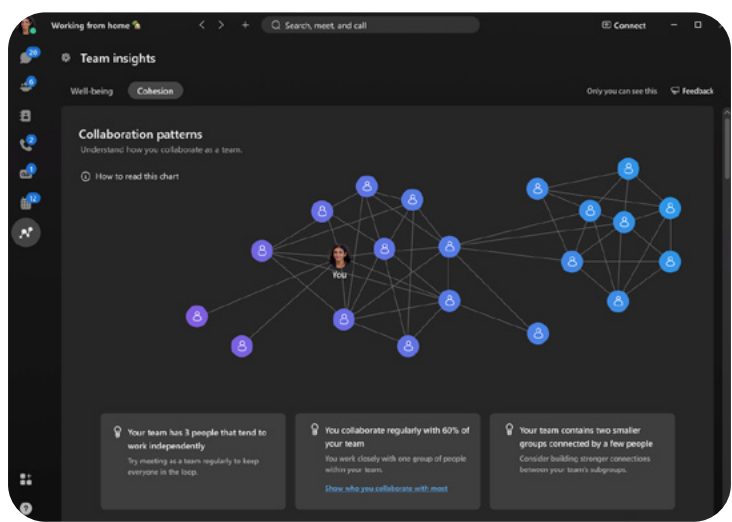 Working from home
Search, meet, and call
Connect
26
Team insights
6
Well-being
Cohesion
Only you can see this
Feedback
Collaboration patterns
Understand how you collaborate as a team.
2
How to read this chart
1
12
You
Your team has 3 people that tend to
work independently
Try meeting as a team regularly to keep
everyone in the loop.
You collaborate regularly with 60% of
your team
You work closely with one group of people
within your team.
Show who you collaborate with most
Your team contains two smaller
groups connected by a few people
Consider building stronger connections
between your team's subgroups.